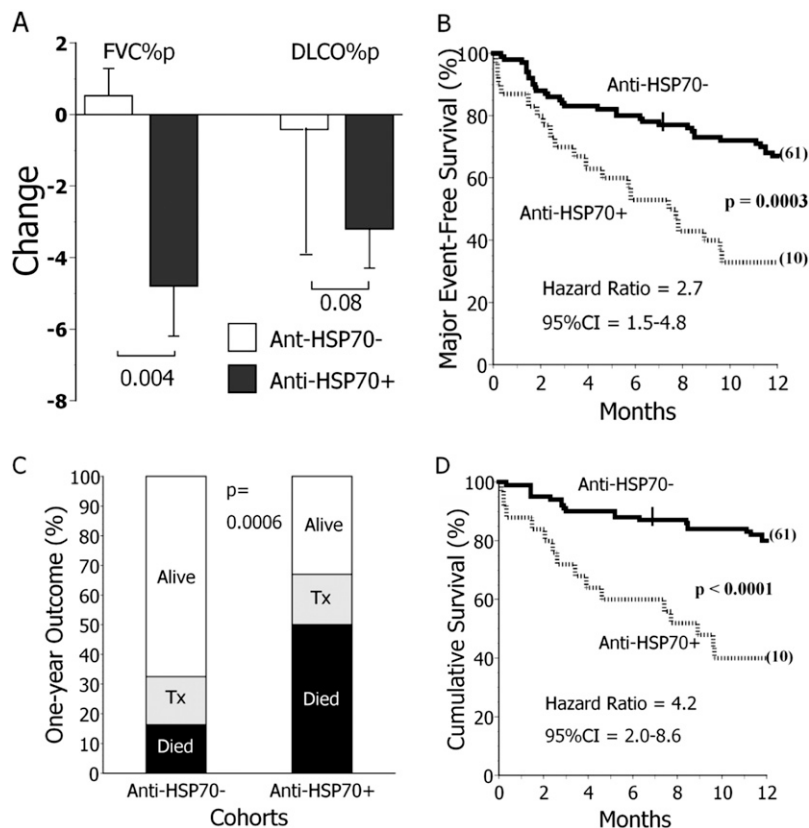 A
FVC%p DLCO%p
2
0
-2
-4
-6
-8
Change
0.004
0.08
Ant-HSP70-
Anti-HSP70+
B
Major Event-Free Survival (%)
100
80
60
40
80
0
Anti-HSP70-
(61)
p = 0.0003
Anti-HSP70+
(10)
Hazard Ratio = 2.7
95%CI = 1.5-4.8
0 2 4 6 8 10 12
Months
C
One-year Outcome (%)
100
90
80
70
60
50
40
30
20
10
0
p=
0.0006
Alive
Tx
Died
Alive
Tx
Died
Anti-HSP70- Anti-HSP70+
Cohorts
D
Cumulative Survival (%)
100
80
60
40
80
0
Anti-HSP70-
(61)
p < 0.0001
Anti-HSP70+
(10)
Hazard Ratio = 4.2
95%CI = 2.0-8.6
0 2 4 6 8 10 12
Months